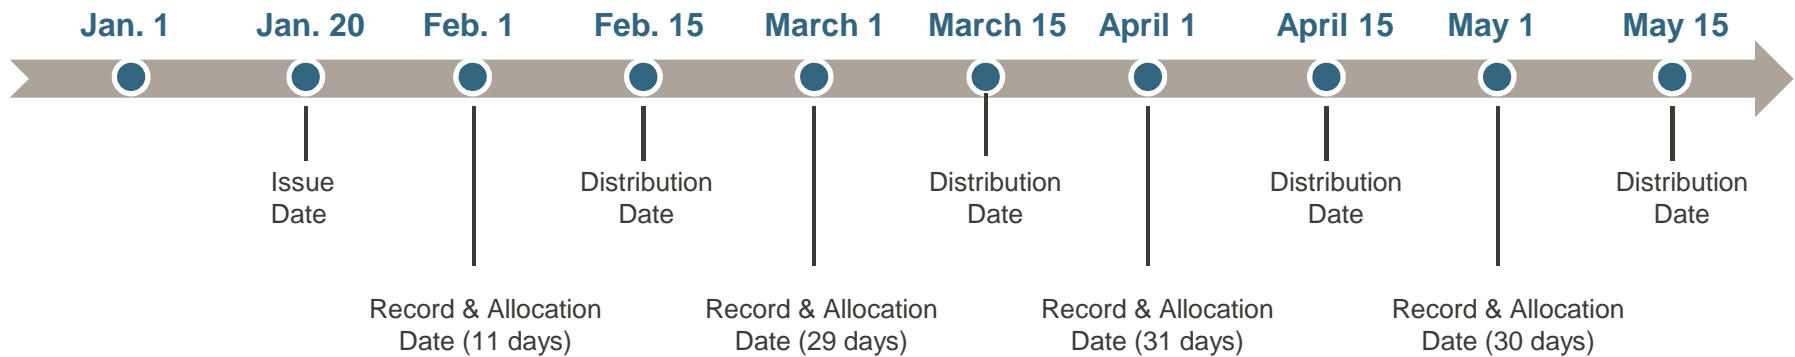 Jan. 1 Jan. 20 Feb. 1 Feb. 15 March 1 March 15 April 1 April 15 May 1 May 15
Issue Distribution Distribution Distribution Distribution
Date Date Date Date Date
Record & Allocation Record & Allocation Record & Allocation Record & Allocation
Date (11 days) Date (29 days) Date (31 days) Date (30 days)